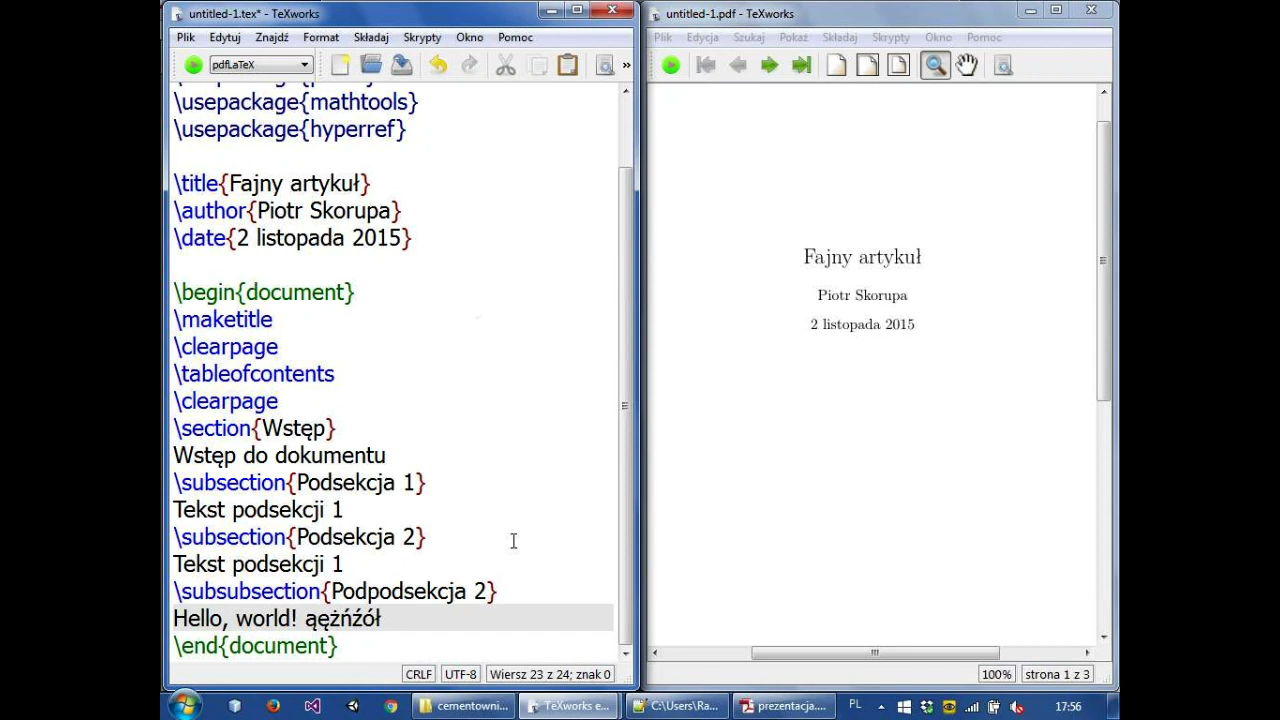 untitled-1.tex* - TeXworks
Plik Edytuj Znajdź Format Składaj Skrypty Okno Pomoc
pdfLaTeX
»
\usepackage{mathtools}
\usepackage{hyperref}
\title{Fajny artykuł}
\author{Piotr Skorupa}
\date{2 listopada 2015}
\begin{document}
\maketitle
\clearpage
\tableofcontents
\clearpage
\section{Wstęp}
Wstęp do dokumentu
\subsection{Podsekcja 1}
Tekst podsekcji 1
\subsection{Podsekcja 2}
Tekst podsekcji 1
\subsubsection{Podpodsekcja 2}
Hello, world! ąężńźół
\end{document}
CRLF UTF-8 Wiersz 23 z 24; znak 0
untitled-1.pdf - TeXworks
Plik Edycja Szukaj Pokaż Składaj Skrypty Okno Pomoc
Fajny artykuł
Piotr Skorupa
2 listopada 2015
100% strona 1 z 3
cementowni... TeXworks e... C:\Users\Ra... prezentacja.... PL 17:56